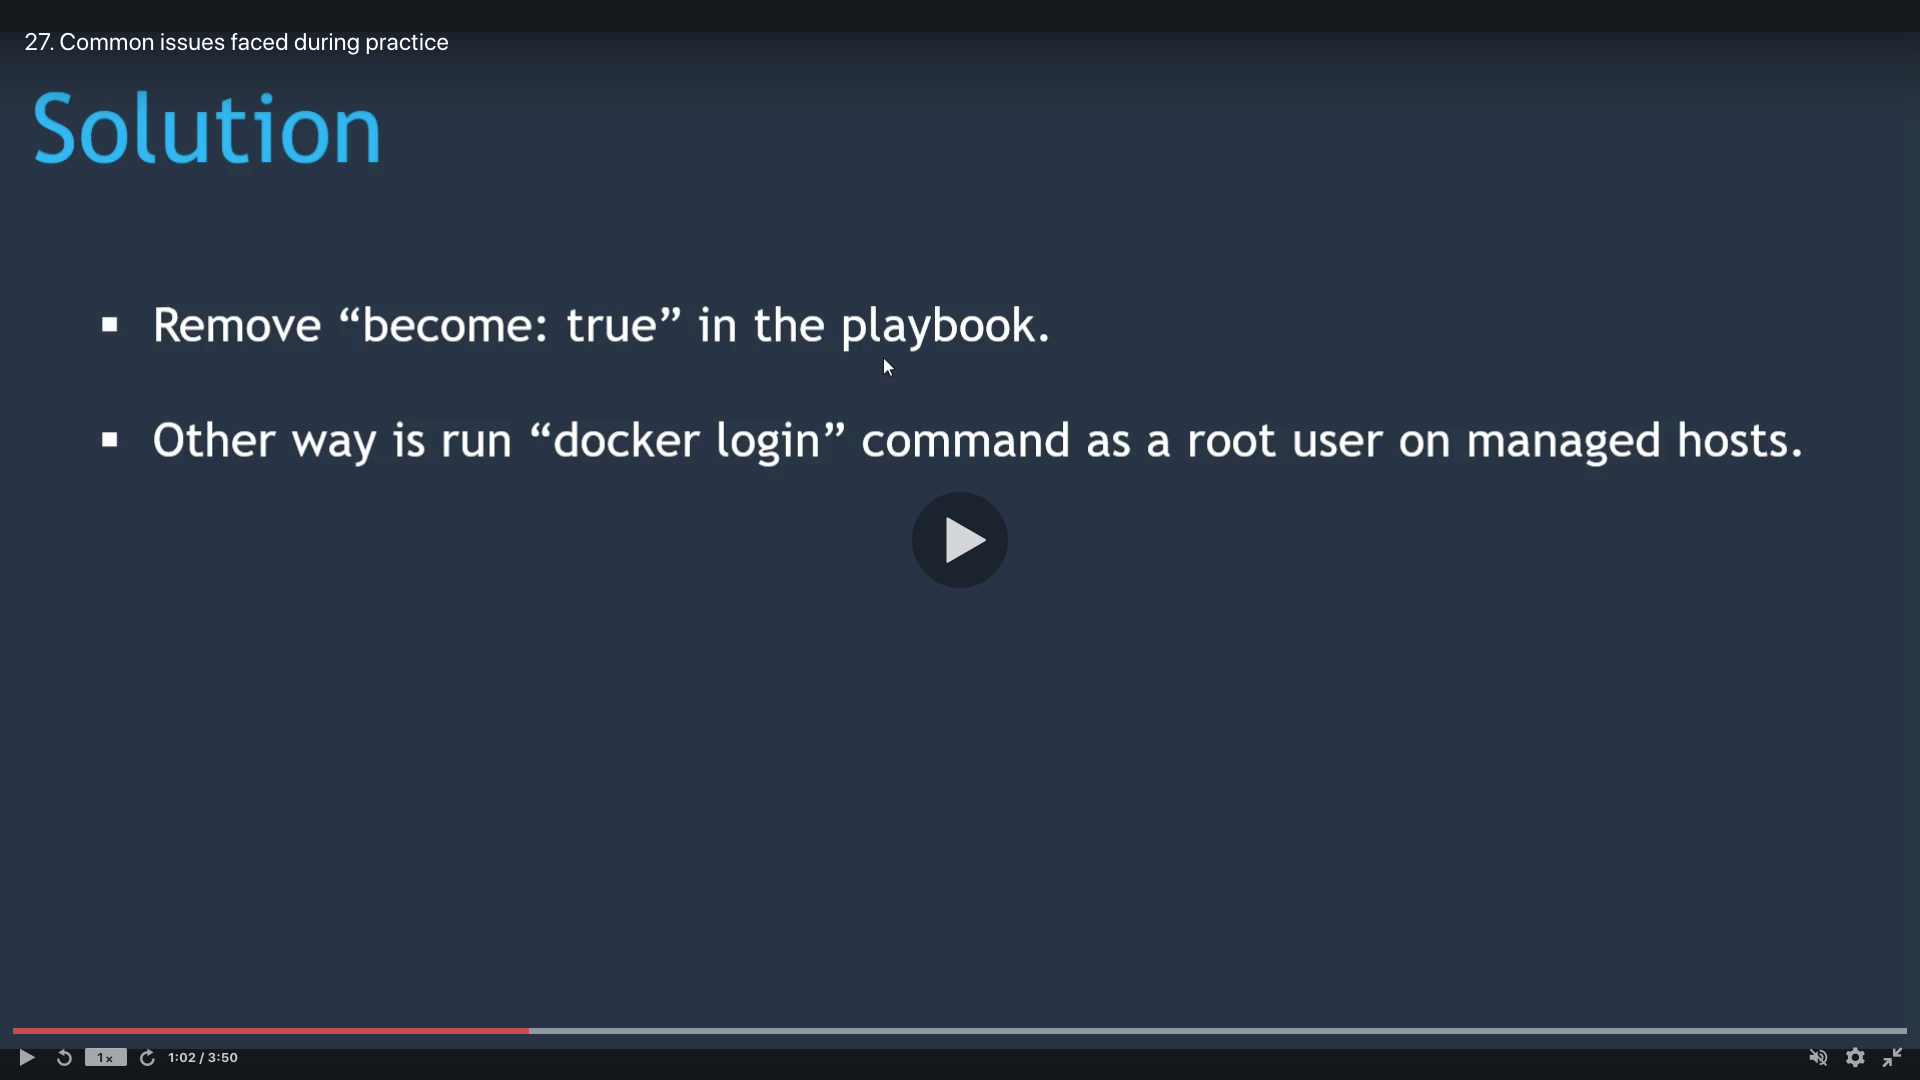 27. Common issues faced during practice
Solution
▪ Remove “become: true” in the playbook.
▪ Other way is run “docker login” command as a root user on managed hosts.
1x
1:02 / 3:50